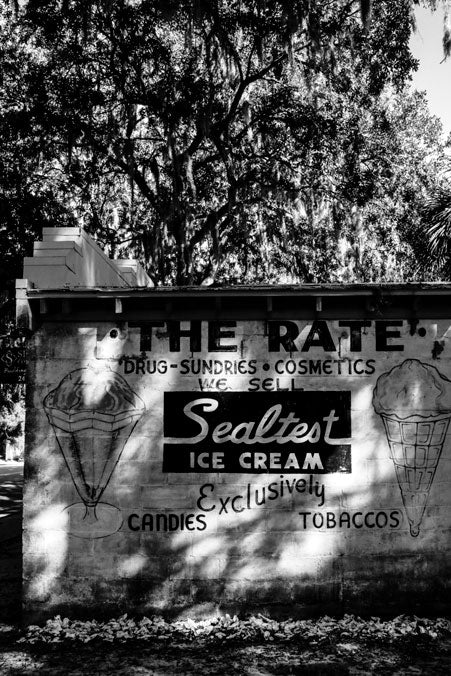 THE RATE
DRUG-SUNDRIES • COSMETICS
WE SELL
Sealtest
ICE CREAM
Exclusively
CANDIES TOBACCOS